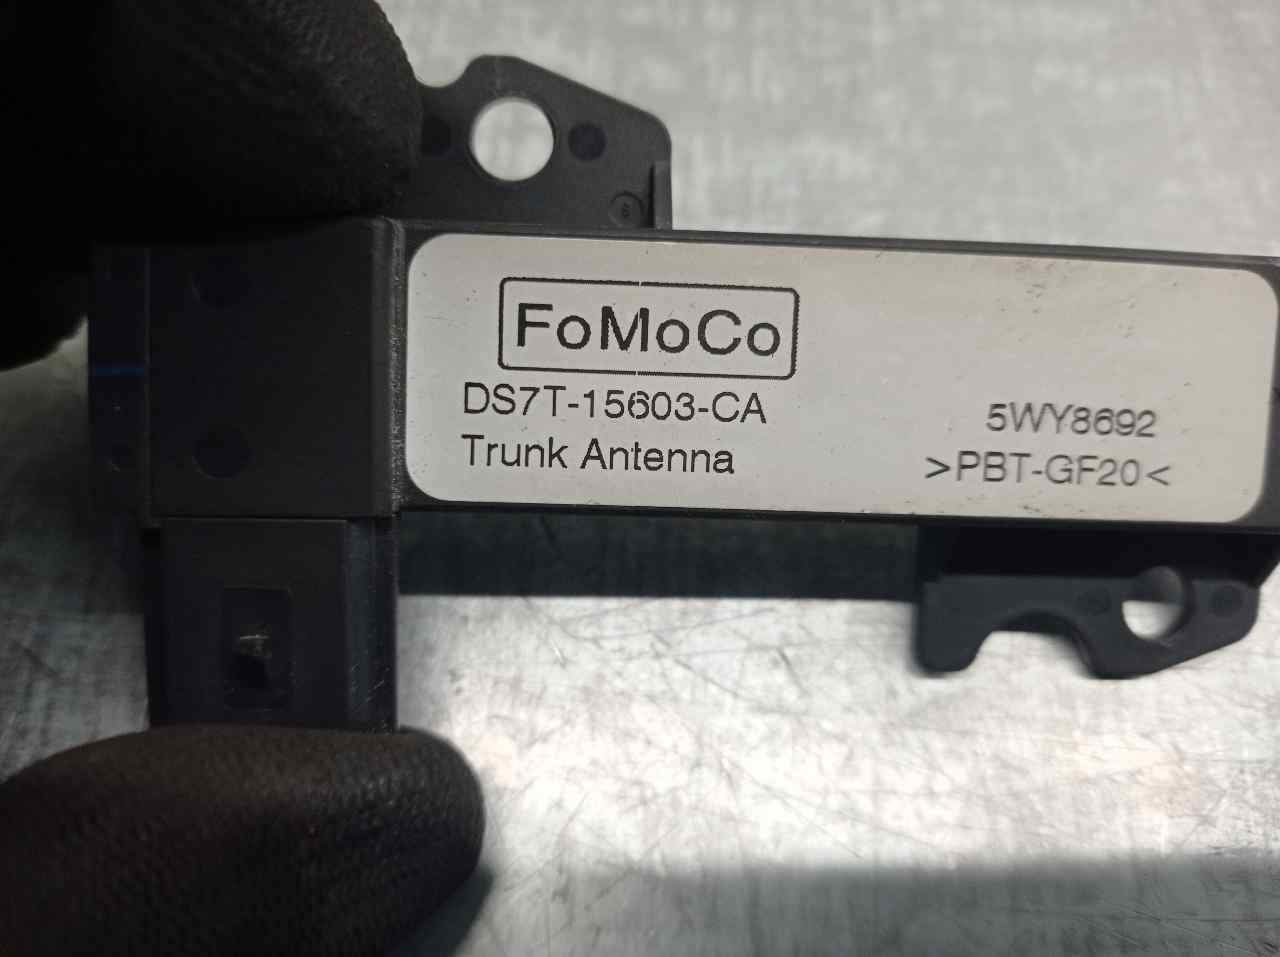 FoMoCo
DS7T-15603-CA
Trunk Antenna
5WY8692
>PBT-GF20<